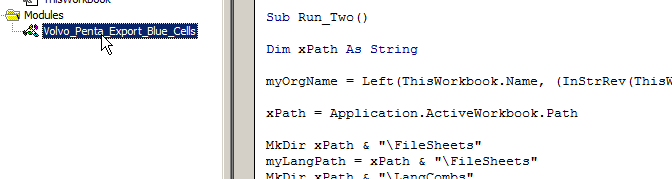 ThisWorkbook
Modules
Volvo_Penta_Export_Blue_Cells
Sub Run_Two()
Dim xPath As String
myOrgName = Left(ThisWorkbook.Name, (InStrRev(ThisW
xPath = Application.ActiveWorkbook.Path
MkDir xPath & "\FileSheets"
myLangPath = xPath & "\FileSheets"
MkDir xPath & "\LangCombs"